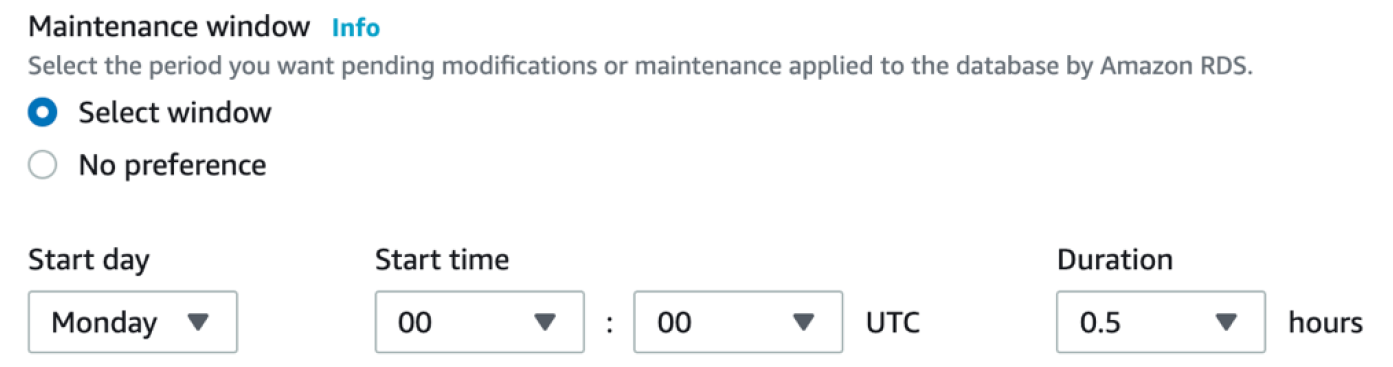 Maintenance window Info
Select the period you want pending modifications or maintenance applied to the database by Amazon RDS.
Select window
No preference
Start day Start time Duration
Monday 00 : 00 UTC 0.5 hours